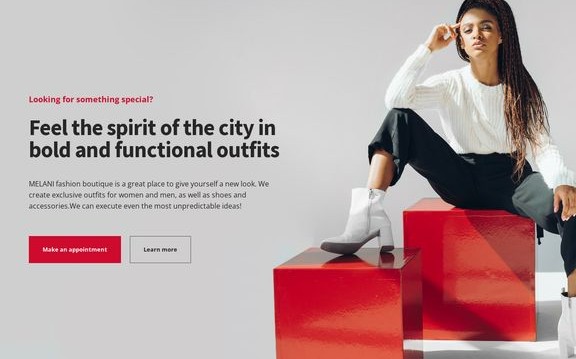 Looking for something special?
Feel the spirit of the city in
bold and functional outfits
MELANI fashion boutique is a great place to give yourself a new look. We
create exclusive outfits for women and men, as well as shoes and
accessories.We can execute even the most unpredictable ideas!
Make an appointment
Learn more